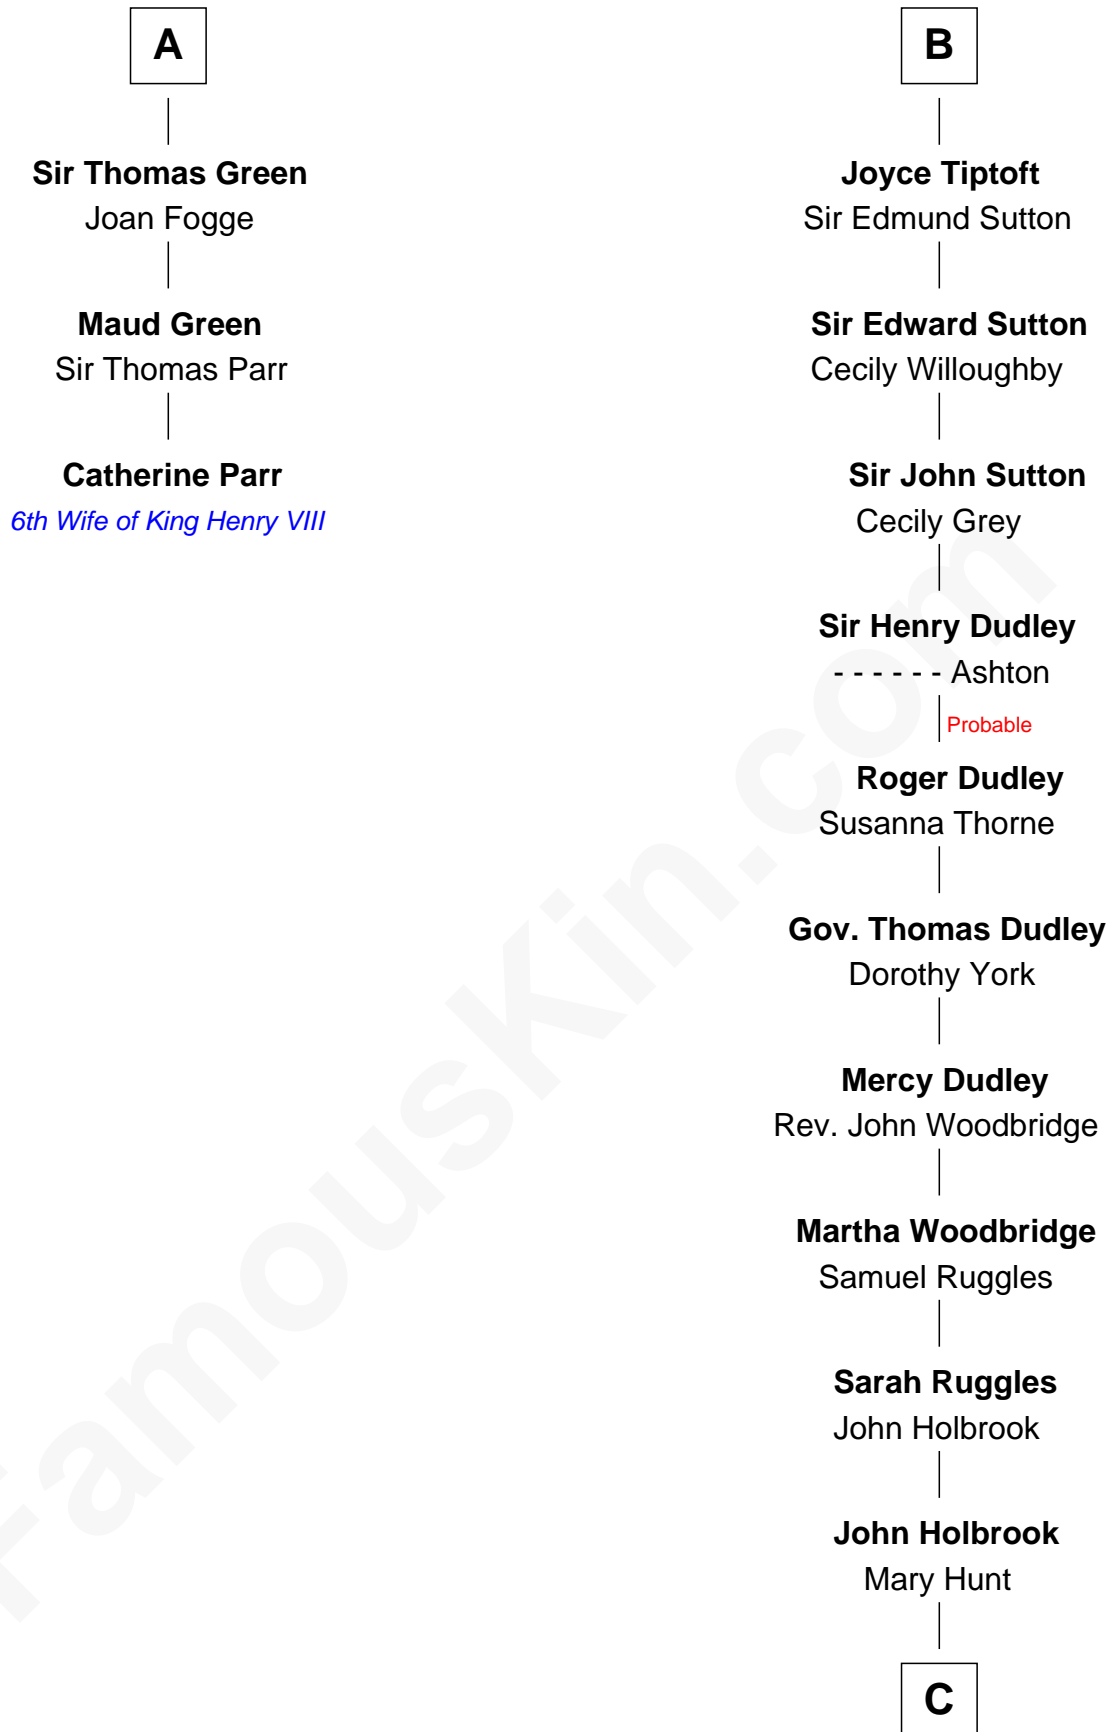 A
Sir Thomas Green
Joan Fogge
Maud Green
Sir Thomas Parr
Catherine Parr
6th Wife of King Henry VIII
B
Joyce Tiptoft
Sir Edmund Sutton
Sir Edward Sutton
Cecily Willoughby
Sir John Sutton
Cecily Grey
Sir Henry Dudley
- - - - - - Ashton
Probable
Roger Dudley
Susanna Thorne
Gov. Thomas Dudley
Dorothy York
Mercy Dudley
Rev. John Woodbridge
Martha Woodbridge
Samuel Ruggles
Sarah Ruggles
John Holbrook
John Holbrook
Mary Hunt
C
FamousKin.com